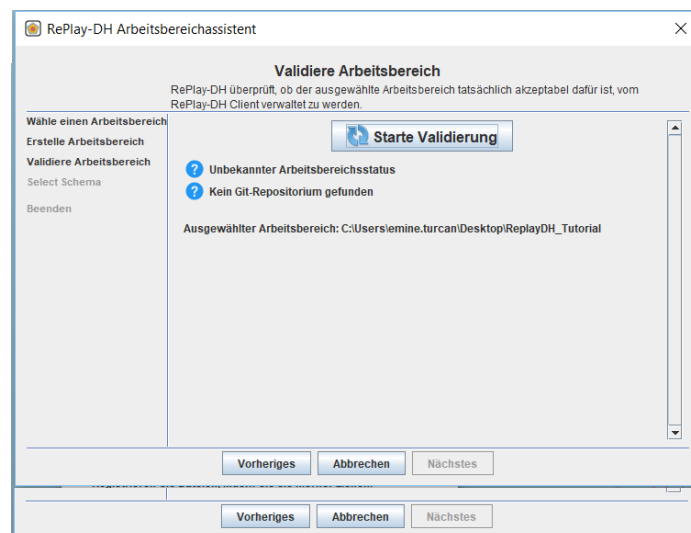 RePlay-DH Arbeitsbereichassistent
Validiere Arbeitsbereich
RePlay-DH überprüft, ob der ausgewählte Arbeitsbereich tatsächlich akzeptabel dafür ist, vom
RePlay-DH Client verwaltet zu werden.
Wähle einen Arbeitsbereich
Erstelle Arbeitsbereich
Validiere Arbeitsbereich
Select Schema
Beenden
Starte Validierung
Unbekannter Arbeitsbereichsstatus
Kein Git-Repositorium gefunden
Ausgewählter Arbeitsbereich: C:\Users\emine.turcan\Desktop\ReplayDH_Tutorial
Vorheriges Abbrechen Nächstes
Vorheriges Abbrechen Nächstes